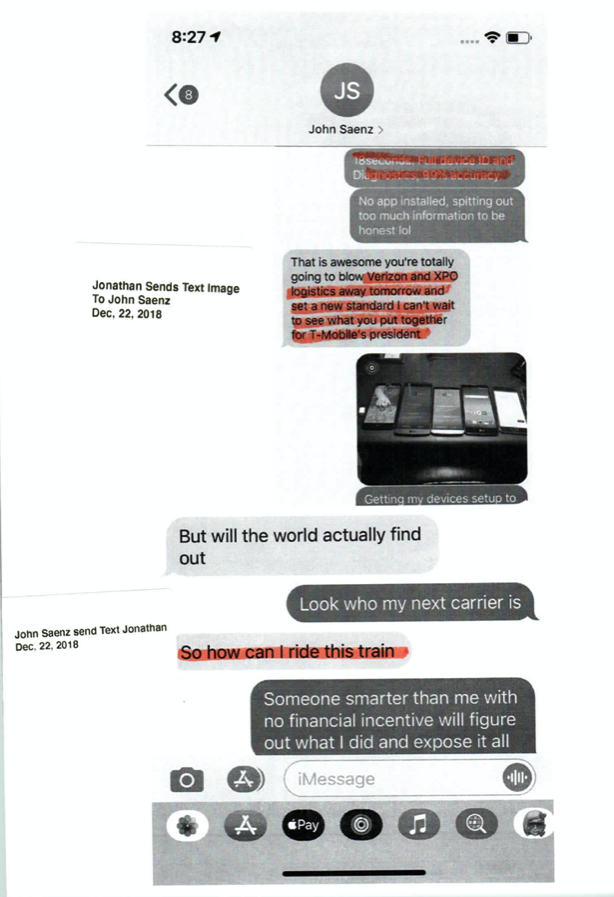 8:27
8
JS
John Saenz >
18seconds. Full device ID and
Diagnostics, 99% accuracy
No app installed, spitting out
too much information to be
honest lol
Jonathan Sends Text Image
To John Saenz
Dec, 22, 2018
That is awesome you're totally
going to blow Verizon and XPO
logistics away tomorrow and
set a new standard I can't wait
to see what you put together
for T-Mobile's president
Getting my devices setup to
But will the world actually find
out
Look who my next carrier is
John Saenz send Text Jonathan
Dec. 22, 2018
So how can I ride this train
Someone smarter than me with
no financial incentive will figure
out what I did and expose it all
iMessage
Pay